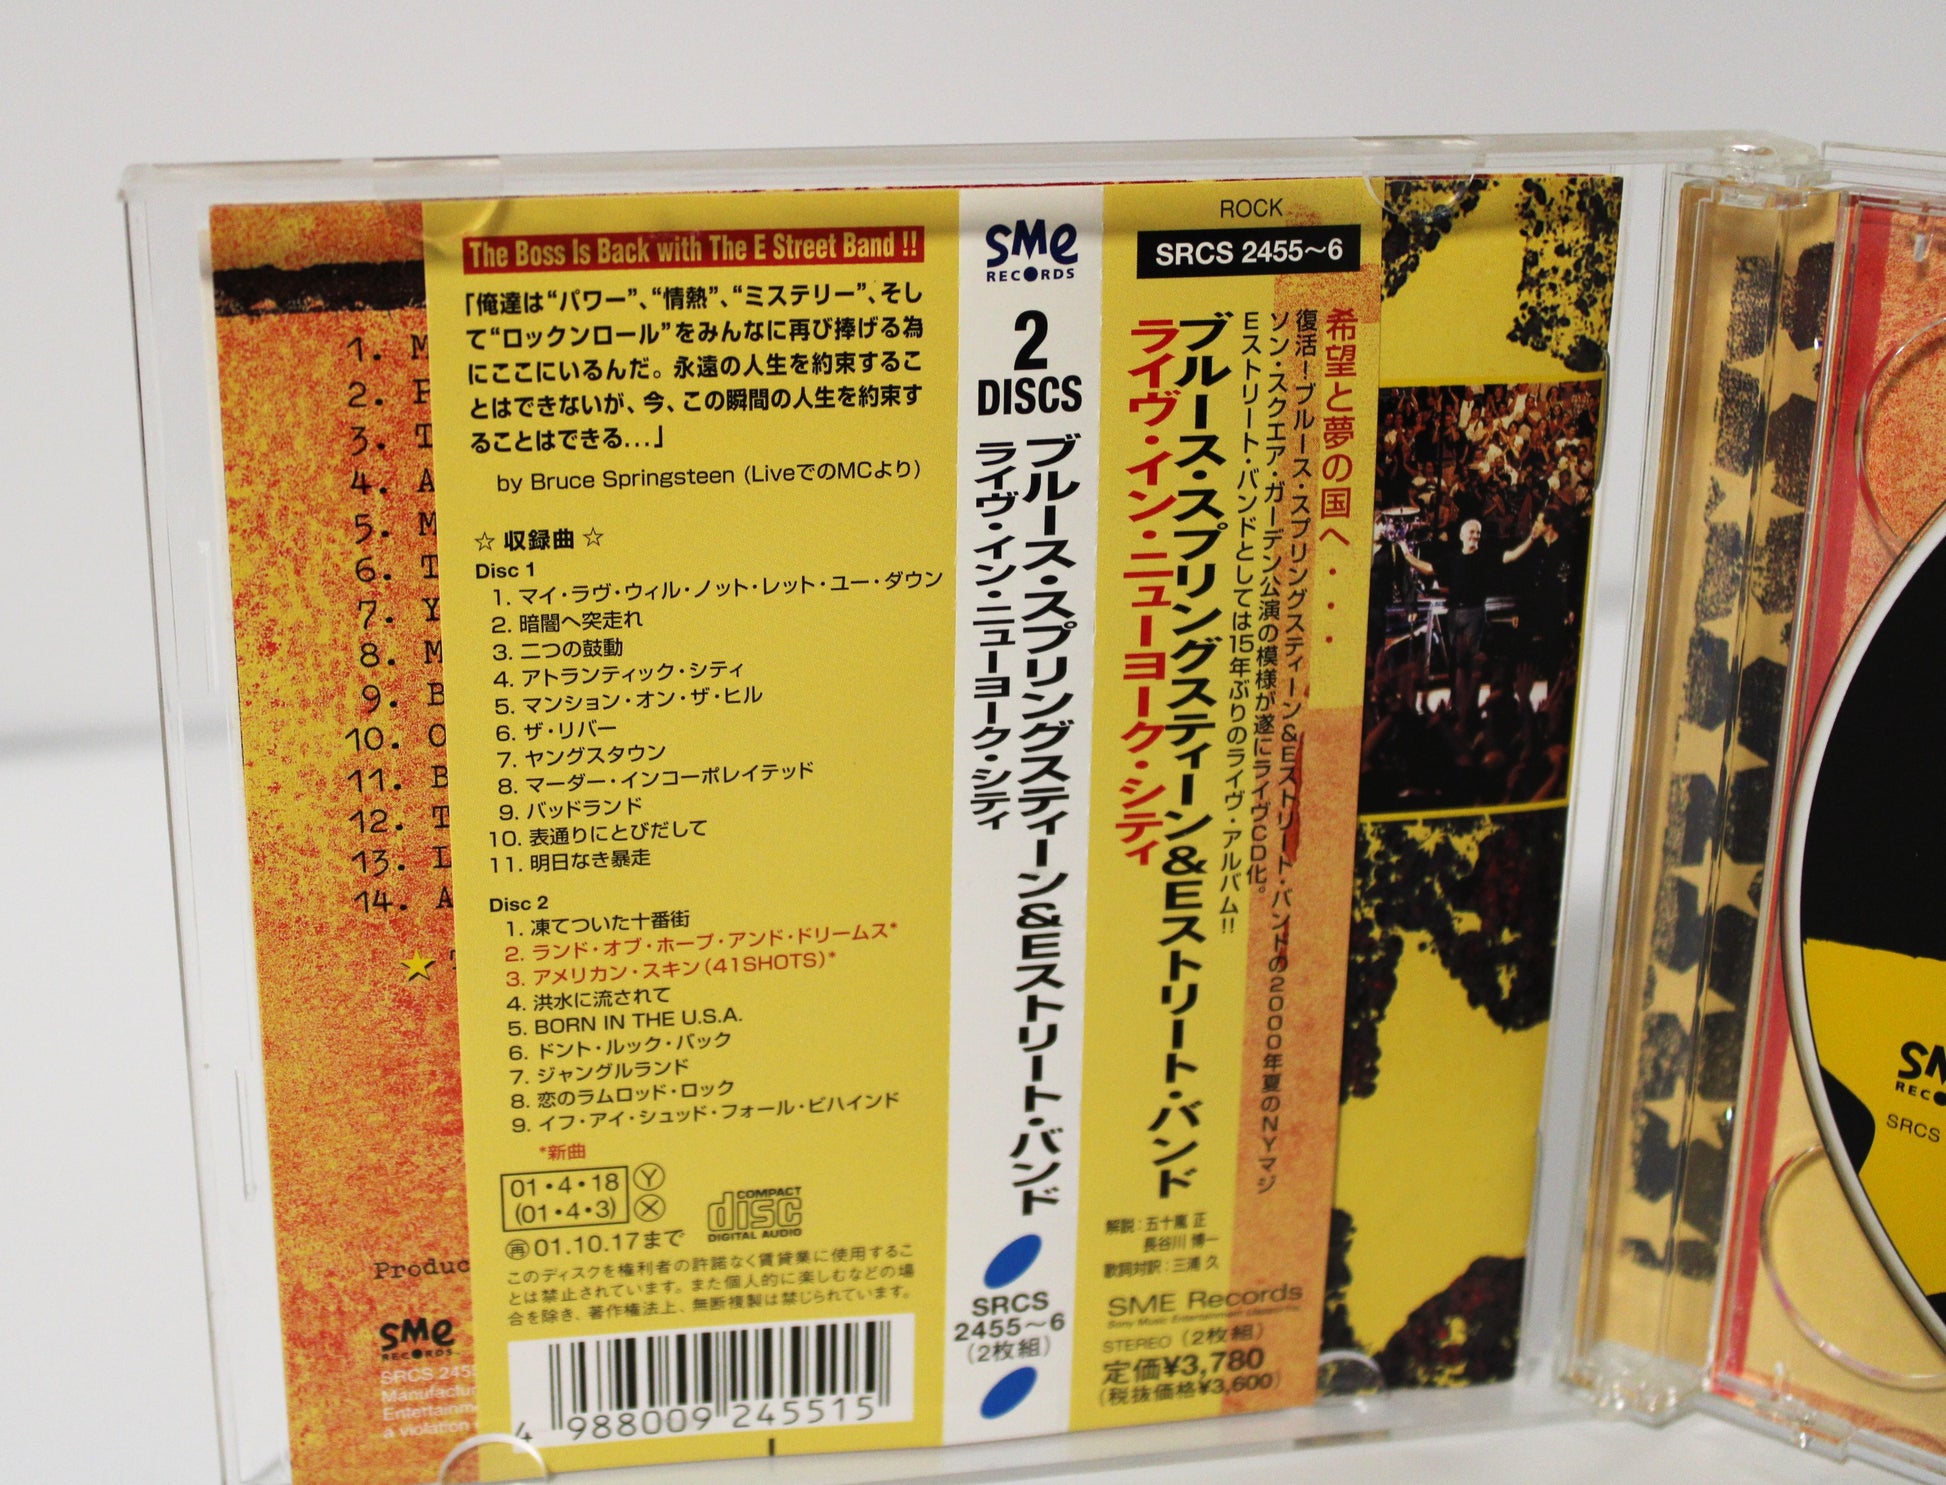 The Boss Is Back with The E Street Band !!
「俺達は“パワー”、“情熱”、“ミステリー”、そし
て“ロックンロール”をみんなに再び捧げる為
にここにいるんだ。永遠の人生を約束するこ
とはできないが、今、この瞬間の人生を約束す
ることはできる...」
by Bruce Springsteen (LiveでのMCより)
☆ 収録曲 ☆
Disc 1
1. マイ・ラヴ・ウィル・ノット・レット・ユー・ダウン
2. 暗闇へ突走れ
3. 二つの鼓動
4. アトランティック・シティ
5. マンション・オン・ザ・ヒル
6. ザ・リバー
7. ヤングスタウン
8. マーダー・インコーポレイテッド
9. バッドランド
10. 表通りにとびだして
11. 明日なき暴走
Disc 2
1. 凍てついた十番街
2. ランド・オブ・ホープ・アンド・ドリームス*
3. アメリカン・スキン(41SHOTS)*
4. 洪水に流されて
5. BORN IN THE U.S.A.
6. ドント・ルック・バック
7. ジャングルランド
8. 恋のラムロッド・ロック
9. イフ・アイ・シュッド・フォール・ビハインド
*新曲
01・4・18 Ⓨ
(01・4・3) Ⓧ
㋐01.10.17まで
COMPACT
disc
DIGITAL AUDIO
このディスクを権利者の許諾なく賃貸業に使用するこ
とは禁止されています。また個人的に楽しむなどの場
合を除き、著作権法上、無断複製は禁じられています。
4 988009 245515
SME
RECORDS
2
DISCS
ブルース・スプリングスティーン&Eストリート・バンド
ライヴ・イン・ニューヨーク・シティ
SRCS
2455〜6
(2枚組)
ROCK
SRCS 2455〜6
希望と夢の国へ・・・
復活!ブルース・スプリングスティーン&Eストリート・バンドの2000年夏のNYマジ
ソン・スクエア・ガーデン公演の模様が遂にライヴCD化。
Eストリート・バンドとしては15年ぶりのライヴ・アルバム!!
ブルース・スプリングスティーン&Eストリート・バンド
ライヴ・イン・ニューヨーク・シティ
解説:五十嵐 正
長谷川 博一
歌詞対訳:三浦 久
SME Records
STEREO (2枚組)
定価¥3,780
(税抜価格¥3,600)
1. M
2. P
3. T
4. A
5. M
6. T
7. Y
8. M
9. B
10. O
11. B
12. T
13. L
14. A
Produc
SME
RECORDS
SRCS 245
Manufactur
Entertainm
a violation
SM
RECO
SRCS